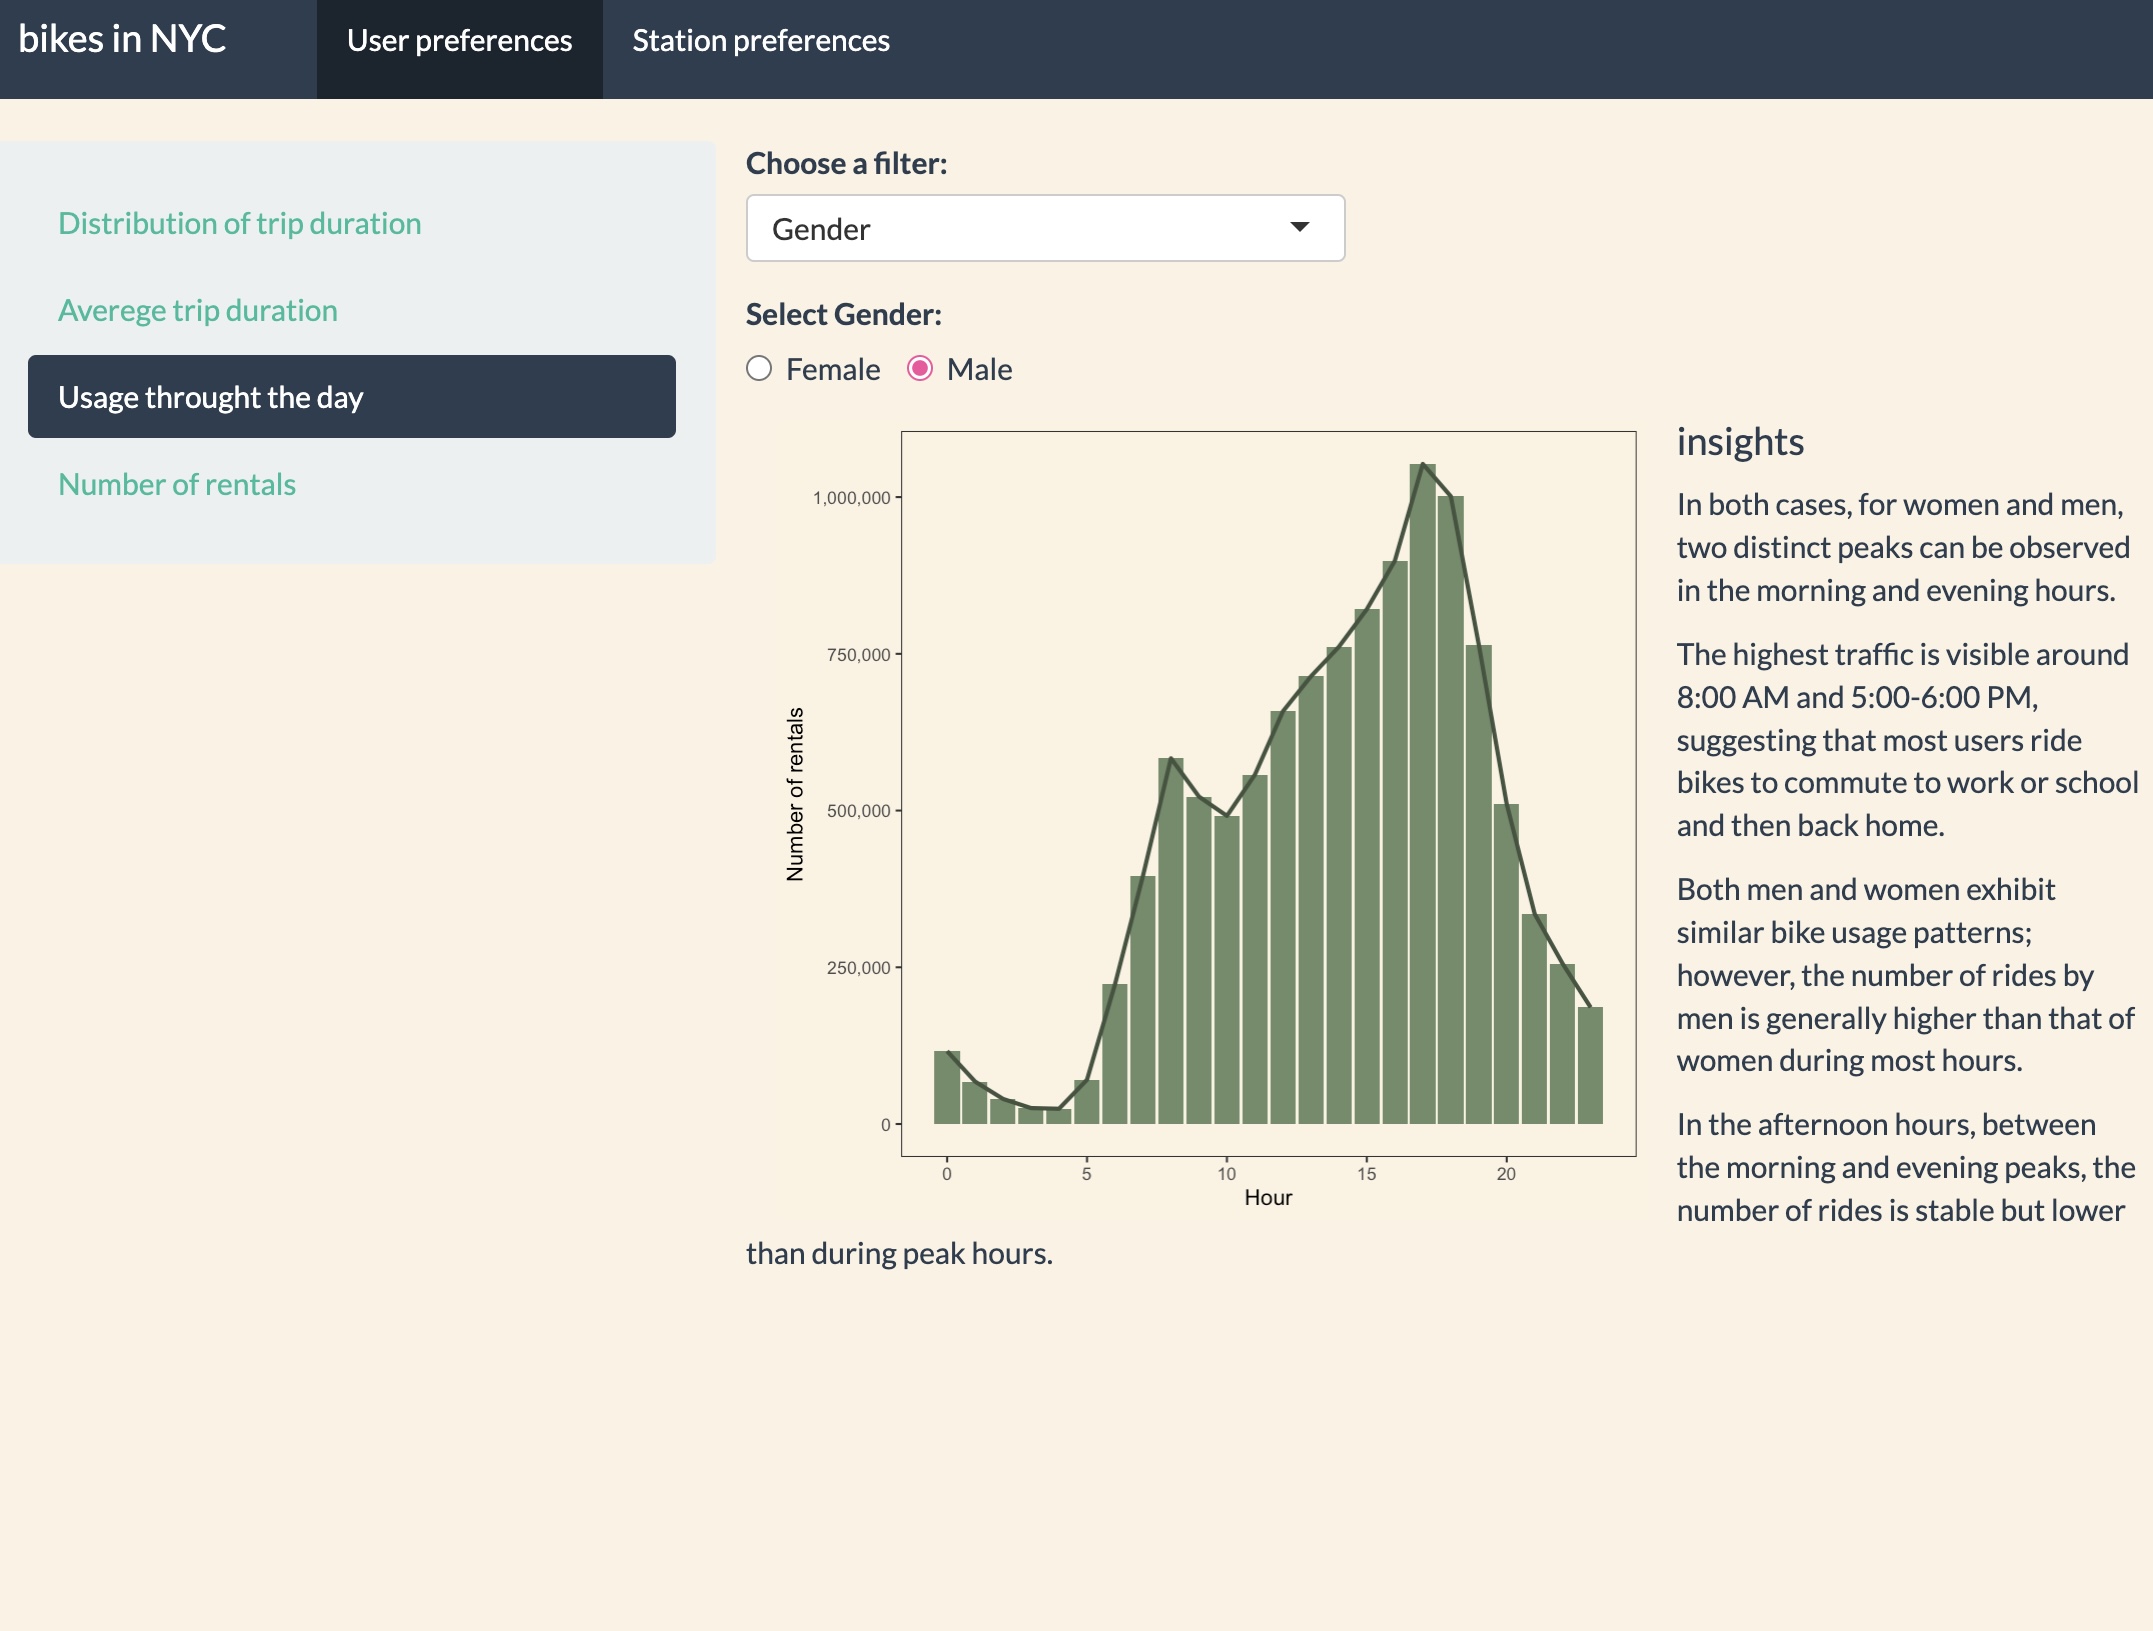 bikes in NYC
User preferences
Station preferences
Distribution of trip duration
Averege trip duration
Usage throught the day
Number of rentals
Choose a filter:
Gender
Select Gender:
Female
Male
1,000,000
750,000
500,000
250,000
0
Number of rentals
0
5
10
15
20
Hour
insights
In both cases, for women and men,
two distinct peaks can be observed
in the morning and evening hours.
The highest traffic is visible around
8:00 AM and 5:00-6:00 PM,
suggesting that most users ride
bikes to commute to work or school
and then back home.
Both men and women exhibit
similar bike usage patterns;
however, the number of rides by
men is generally higher than that of
women during most hours.
In the afternoon hours, between
the morning and evening peaks, the
number of rides is stable but lower
than during peak hours.